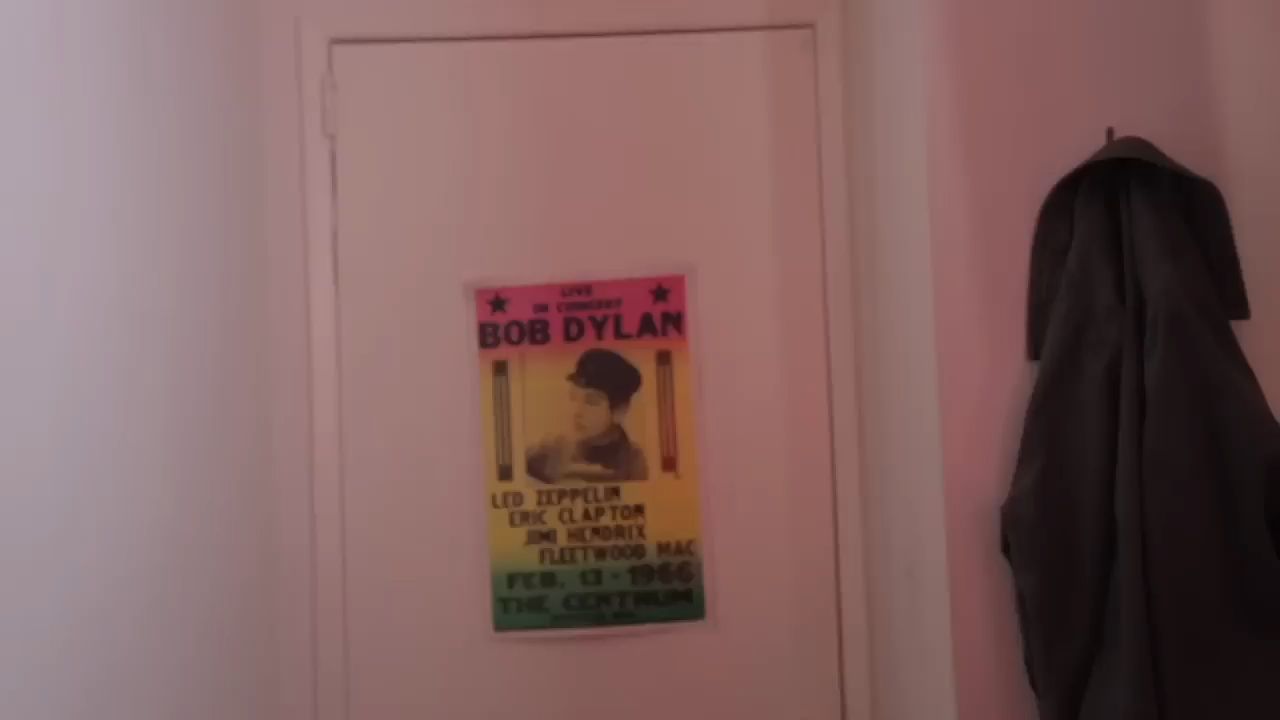 LIVE
IN CONCERT
BOB DYLAN
LED ZEPPELIN
ERIC CLAPTON
JIMI HENDRIX
FLEETWOOD MAC
FEB. 13 - 1966
THE CENTRUM